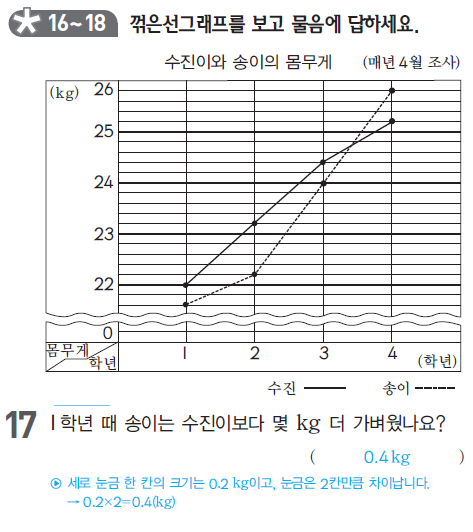 16~18 꺾은선그래프를 보고 물음에 답하세요.
수진이와 송이의 몸무게 (매년 4월 조사)
(kg) 26
25
24
23
22
0
몸무게
학년 1 2 3 4 (학년)
수진 송이
17 1학년 때 송이는 수진이보다 몇 kg 더 가벼웠나요?
( 0.4 kg )
세로 눈금 한 칸의 크기는 0.2 kg이고, 눈금은 2칸만큼 차이납니다.
→ 0.2×2=0.4(kg)